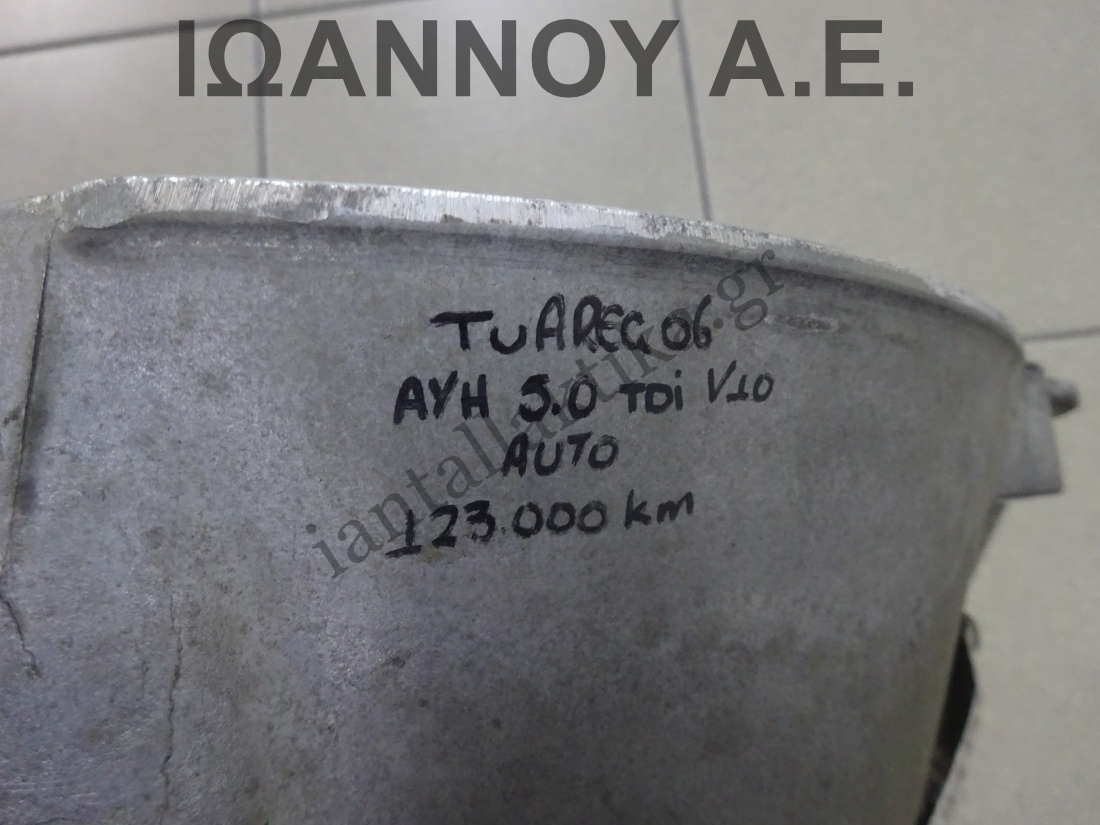 ΙΩΑΝΝΟΥ Α.Ε.
TUAREG 06
AYH 5.0 TDi V10
AUTO
123.000 km
iantallaktika.gr